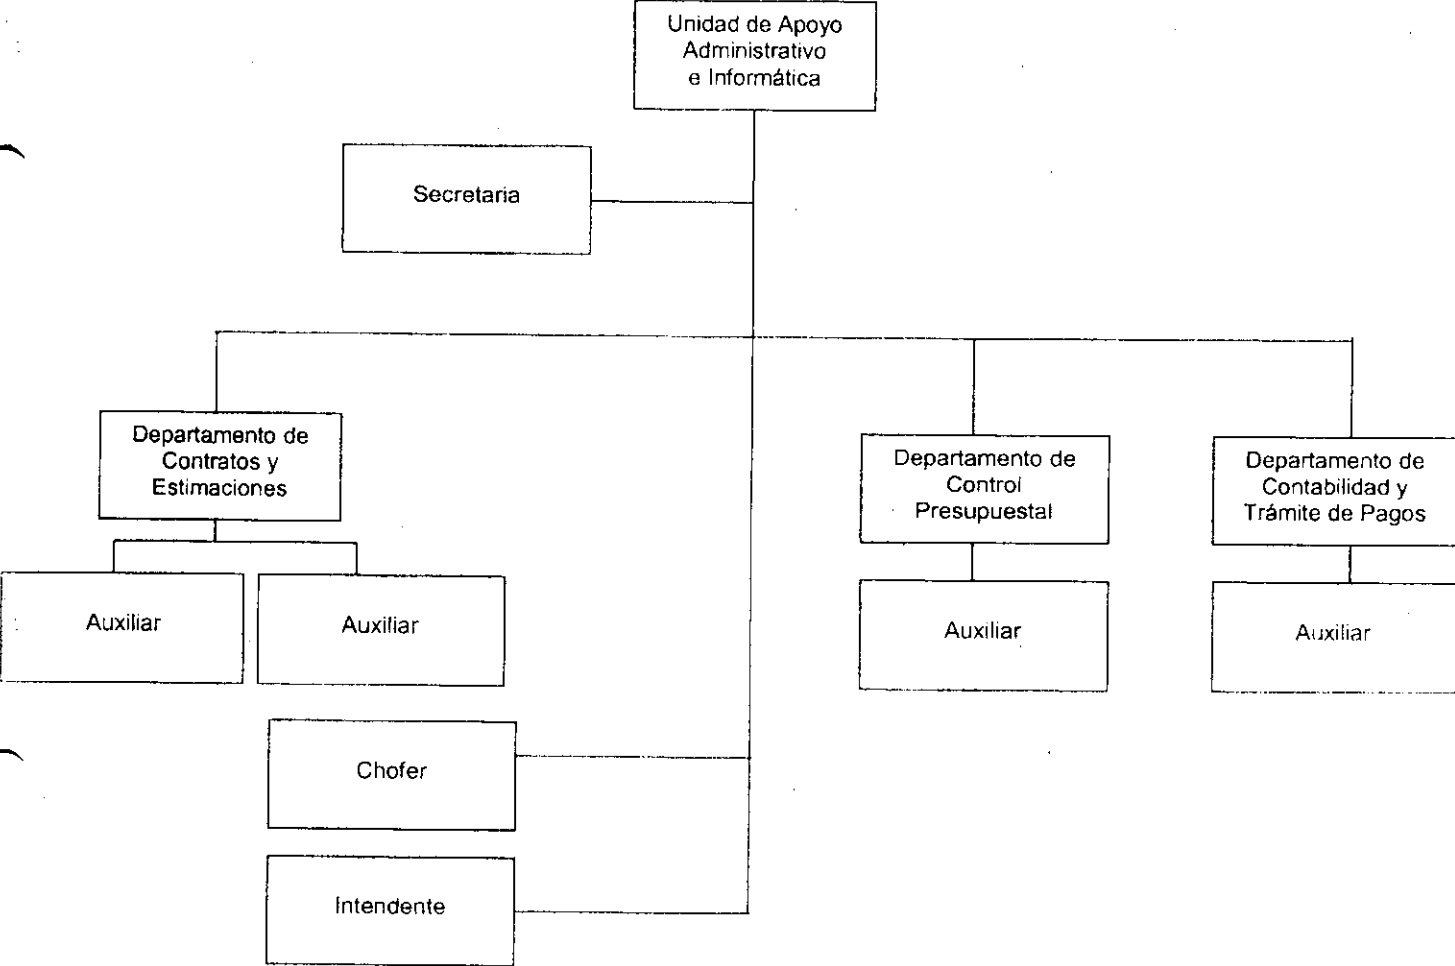 Unidad de Apoyo
Administrativo
e Informática
Secretaria
Departamento de
Contratos y
Estimaciones
Departamento de
Control
Presupuestal
Departamento de
Contabilidad y
Trámite de Pagos
Auxiliar
Auxiliar
Auxiliar
Auxiliar
Chofer
Intendente